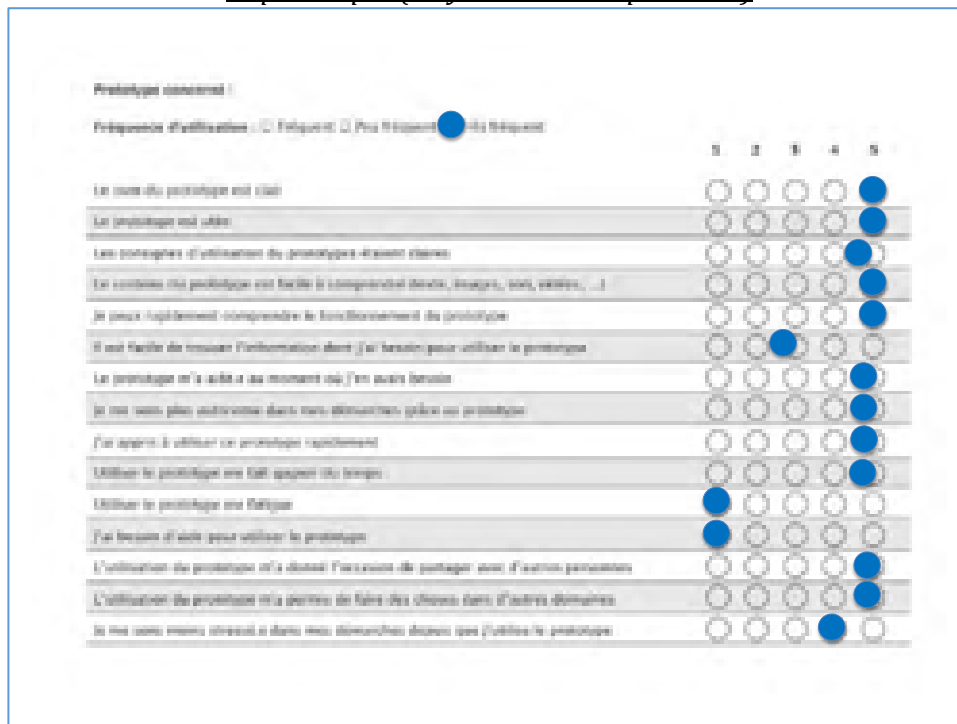 Prototype concerné :
Fréquence d'utilisation : Fréquent Peu fréquent fréquent
1 2 3 4 5
Le nom du prototype est clair
Le prototype est utile
Les consignes d'utilisation du prototypes étaient claires
Le contenu du prototype est facile à comprendre (texte, images, son, vidéos, ...)
Je peux rapidement comprendre le fonctionnement du prototype
Il est facile de trouver l'information dont j'ai besoin pour utiliser le prototype
Le prototype m'a aidé.e au moment où j'en avais besoin
Je me sens plus autonome dans mes démarches grâce au prototype
J'ai appris à utiliser ce prototype rapidement
Utiliser le prototype me fait gagner du temps
Utiliser le prototype me fatigue
J'ai besoin d'aide pour utiliser le prototype
L'utilisation du prototype m'a donné l'occasion de partager avec d'autres personnes
L'utilisation du prototype m'a permis de faire des choses dans d'autres domaines
Je me sens moins stressé.e dans mes démarches depuis que j'utilise le prototype